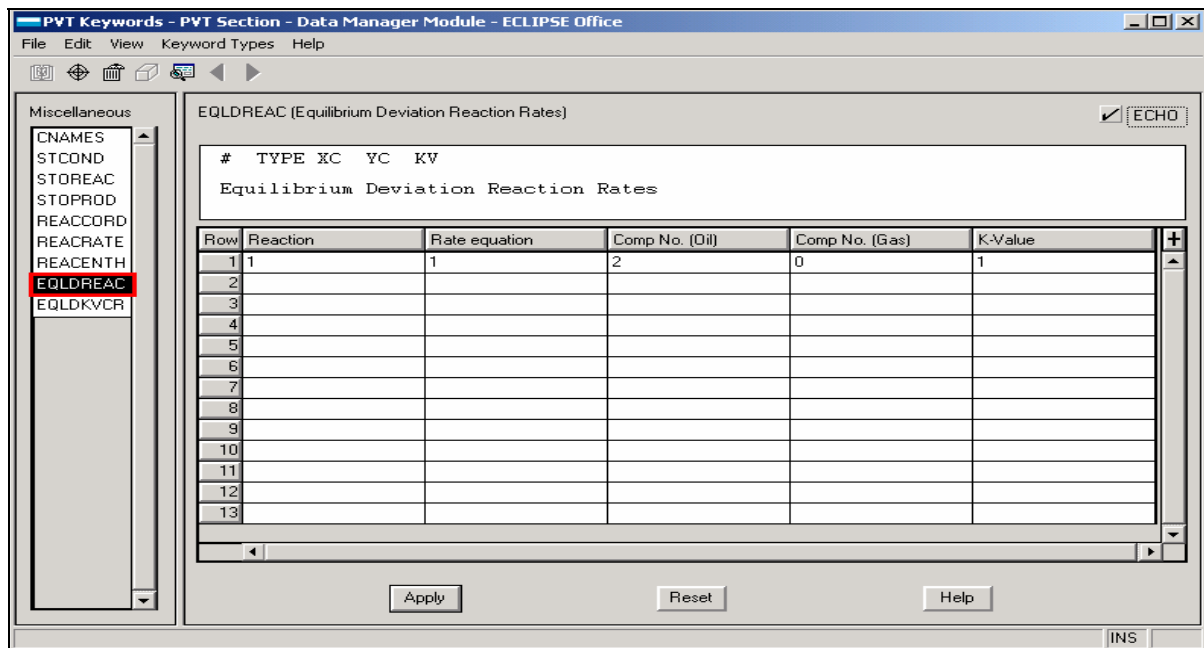 PVT Keywords - PVT Section - Data Manager Module - ECLIPSE Office
File Edit View Keyword Types Help
Miscellaneous
CNAMES
STCOND
STOREAC
STOPROD
REACCORD
REACRATE
REACENTH
EQLDREAC
EQLDKVCR
EQLDREAC (Equilibrium Deviation Reaction Rates)
ECHO
# TYPE XC YC KV
Equilibrium Deviation Reaction Rates
Row Reaction Rate equation Comp No. (Oil) Comp No. (Gas) K-Value +
1 1 1 2 0 1
2
3
4
5
6
7
8
9
10
11
12
13
Apply Reset Help
INS